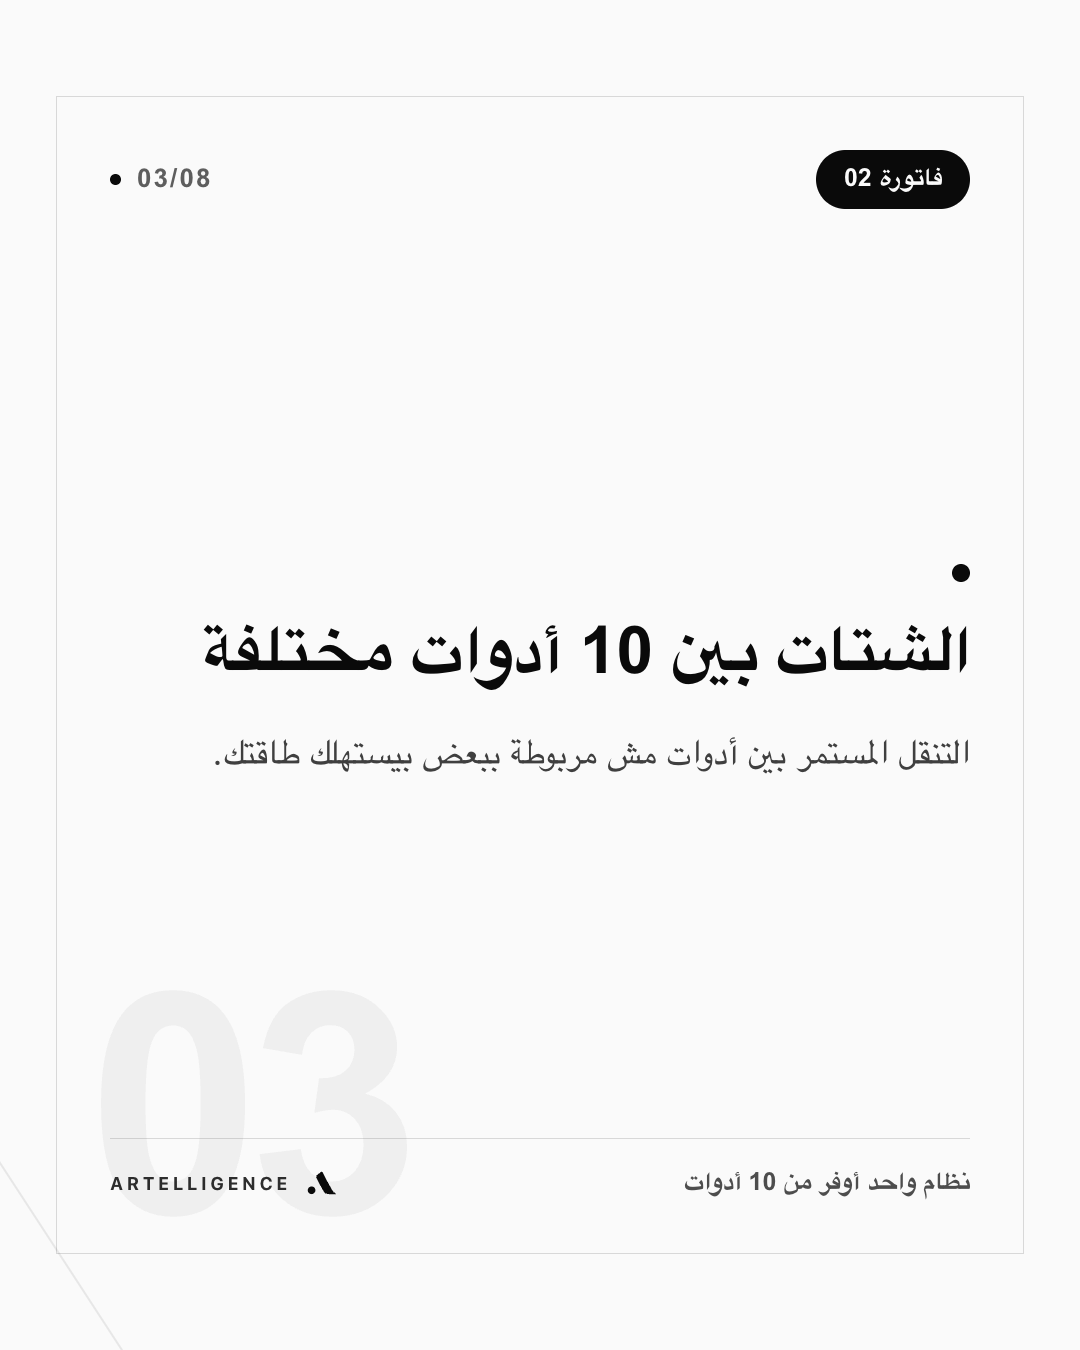 فاتورة 02
03/08
الشتات بين 10 أدوات مختلفة
التنقل المستمر بين أدوات مش مربوطة ببعض بيستهلك طاقتك.
03
نظام واحد أوفر من 10 أدوات
ARTELLIGENCE